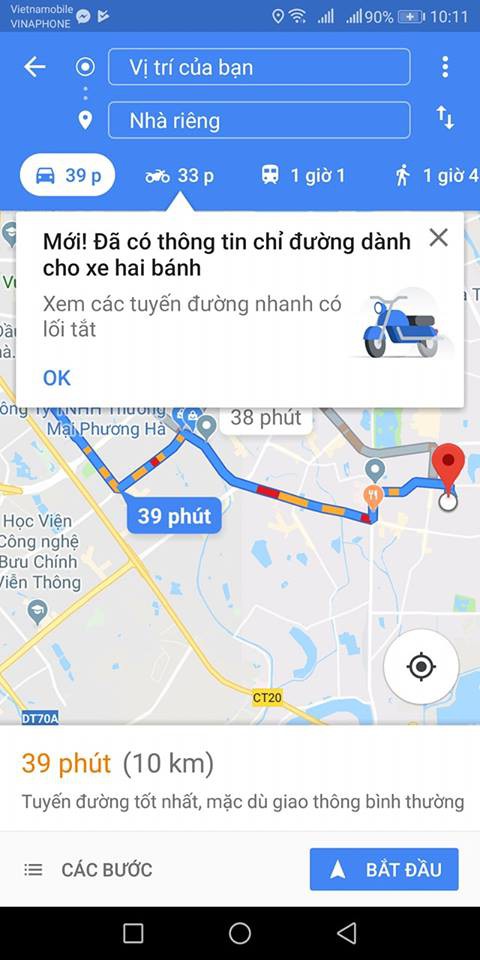 Vietnamobile
VINAPHONE
90%
10:11
Vị trí của bạn
Nhà riêng
39 p
33 p
1 giờ 1
1 giờ 4
Mới! Đã có thông tin chỉ đường dành
cho xe hai bánh
Xem các tuyến đường nhanh có
lối tắt
OK
TNHH Thương
Mại Phương Hà
38 phút
39 phút
Học Viện
Công nghệ
Bưu Chính
Viễn Thông
CT20
DT70A
39 phút (10 km)
Tuyến đường tốt nhất, mặc dù giao thông bình thường
CÁC BƯỚC
BẮT ĐẦU